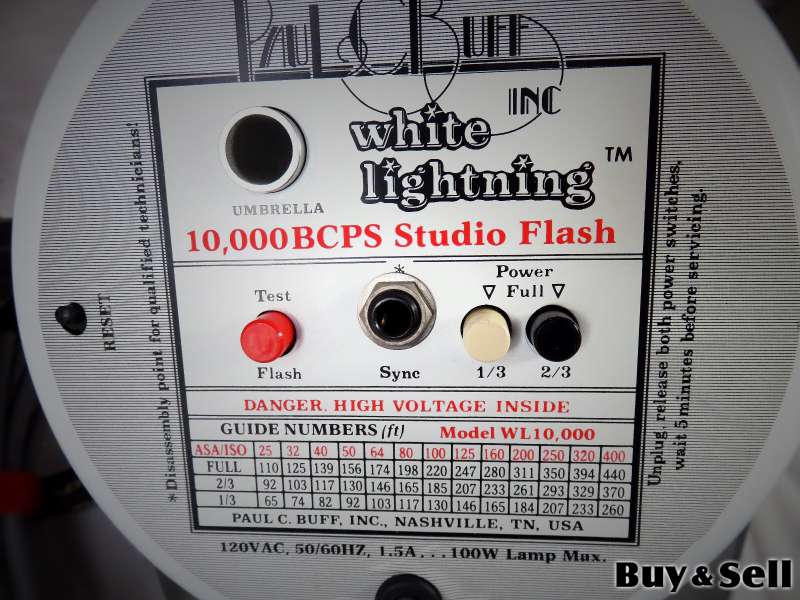 PAUL C BUFF
INC
white
lightning ™
UMBRELLA
10,000BCPS Studio Flash
*
Power
Test
Full
Flash
Sync
1/3
2/3
DANGER. HIGH VOLTAGE INSIDE
GUIDE NUMBERS (ft) Model WL10,000
ASA/ISO 25 32 40 50 64 80 100 125 160 200 250 320 400
FULL 110 125 139 156 174 198 220 247 280 311 350 394 440
2/3 92 103 117 130 146 165 185 207 233 261 293 329 370
1/3 65 74 82 92 103 117 130 146 165 184 207 233 260
PAUL C. BUFF, INC., NASHVILLE, TN, USA
120VAC, 50/60HZ, 1.5A . . . 100W Lamp Max.
*Disassembly point for qualified technicians!
RESET
Unplug, release both power switches,
wait 5 minutes before servicing.
Buy & Sell